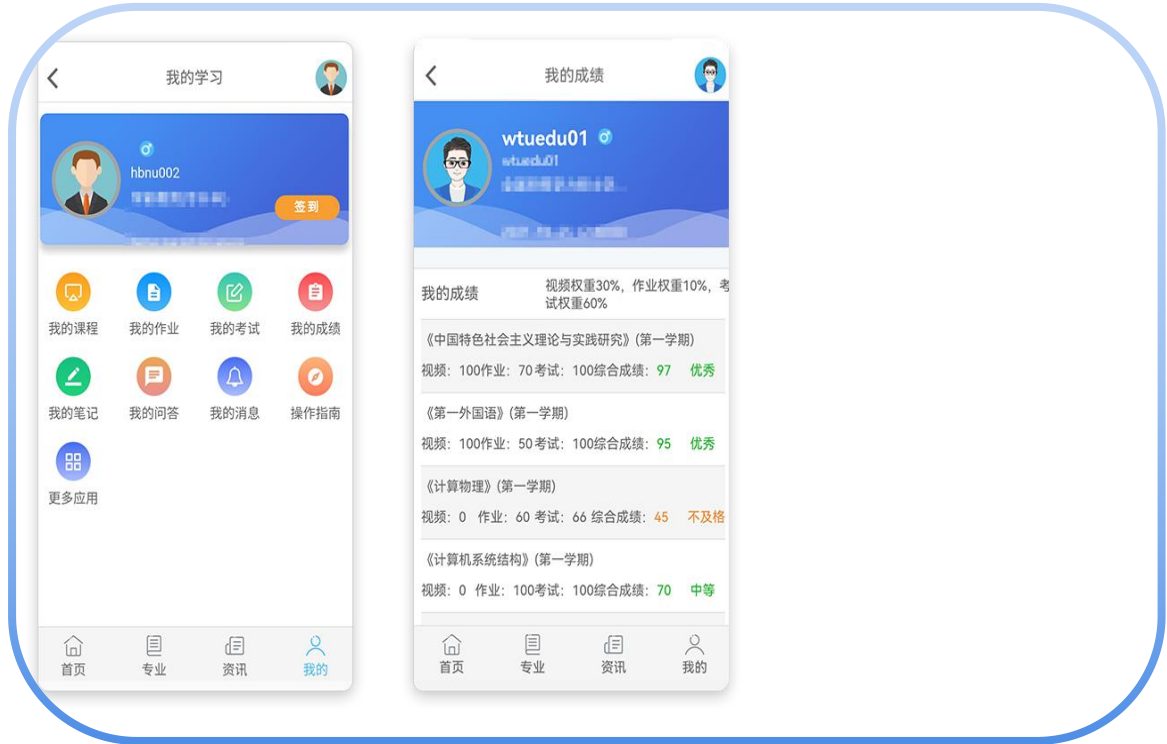 我的学习
hbnu002
签到
我的课程 我的作业 我的考试 我的成绩
我的笔记 我的问答 我的消息 操作指南
更多应用
首页 专业 资讯 我的
我的成绩
wtuedu01
wtuedu01
我的成绩
视频权重30%，作业权重10%，考
试权重60%
《中国特色社会主义理论与实践研究》(第一学期)
视频：100作业：70考试：100综合成绩：97 优秀
《第一外国语》(第一学期)
视频：100作业：50考试：100综合成绩：95 优秀
《计算物理》(第一学期)
视频：0 作业：60 考试：66 综合成绩：45 不及格
《计算机系统结构》(第一学期)
视频：0 作业：100考试：100综合成绩：70 中等
首页 专业 资讯 我的